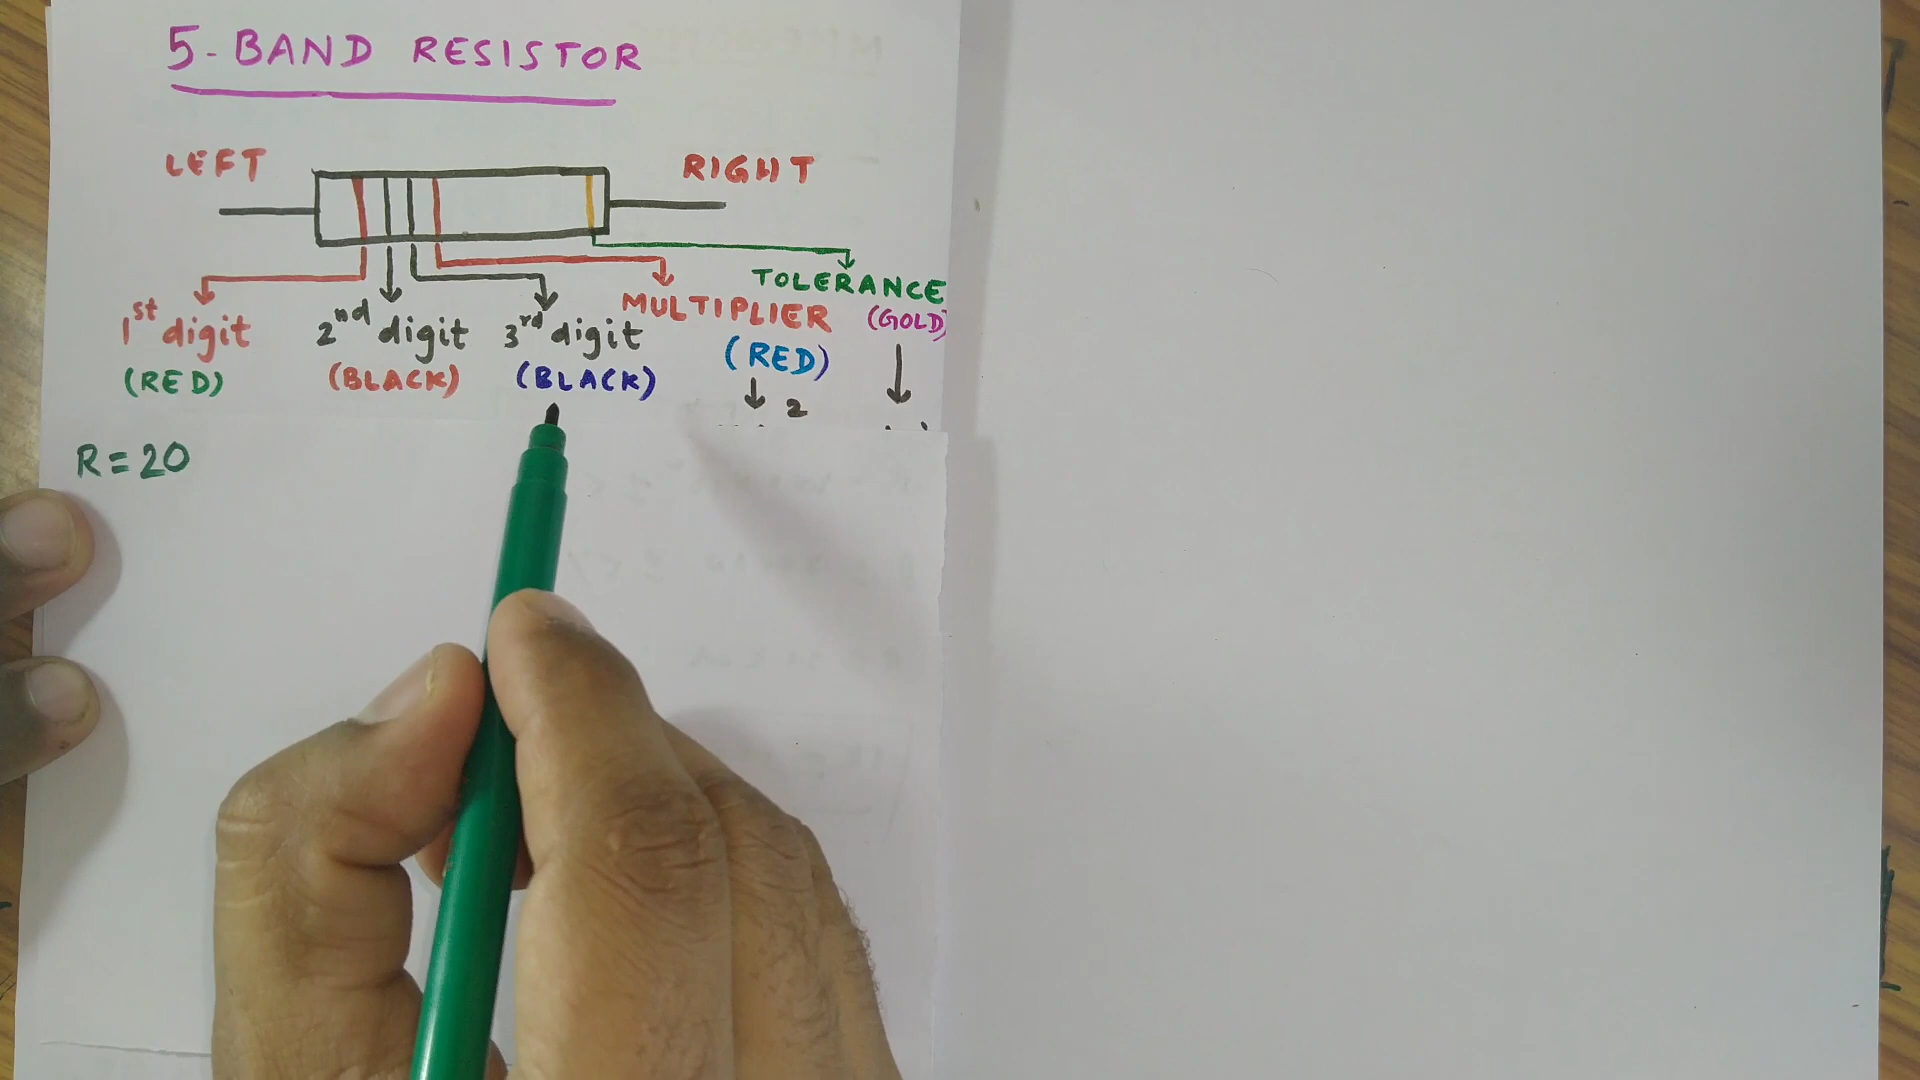 5-BAND RESISTOR
LEFT
RIGHT
TOLERANCE
(GOLD)
1st digit
(RED)
2nd digit
(BLACK)
3rd digit
(BLACK)
MULTIPLIER
(RED)
2
R=20